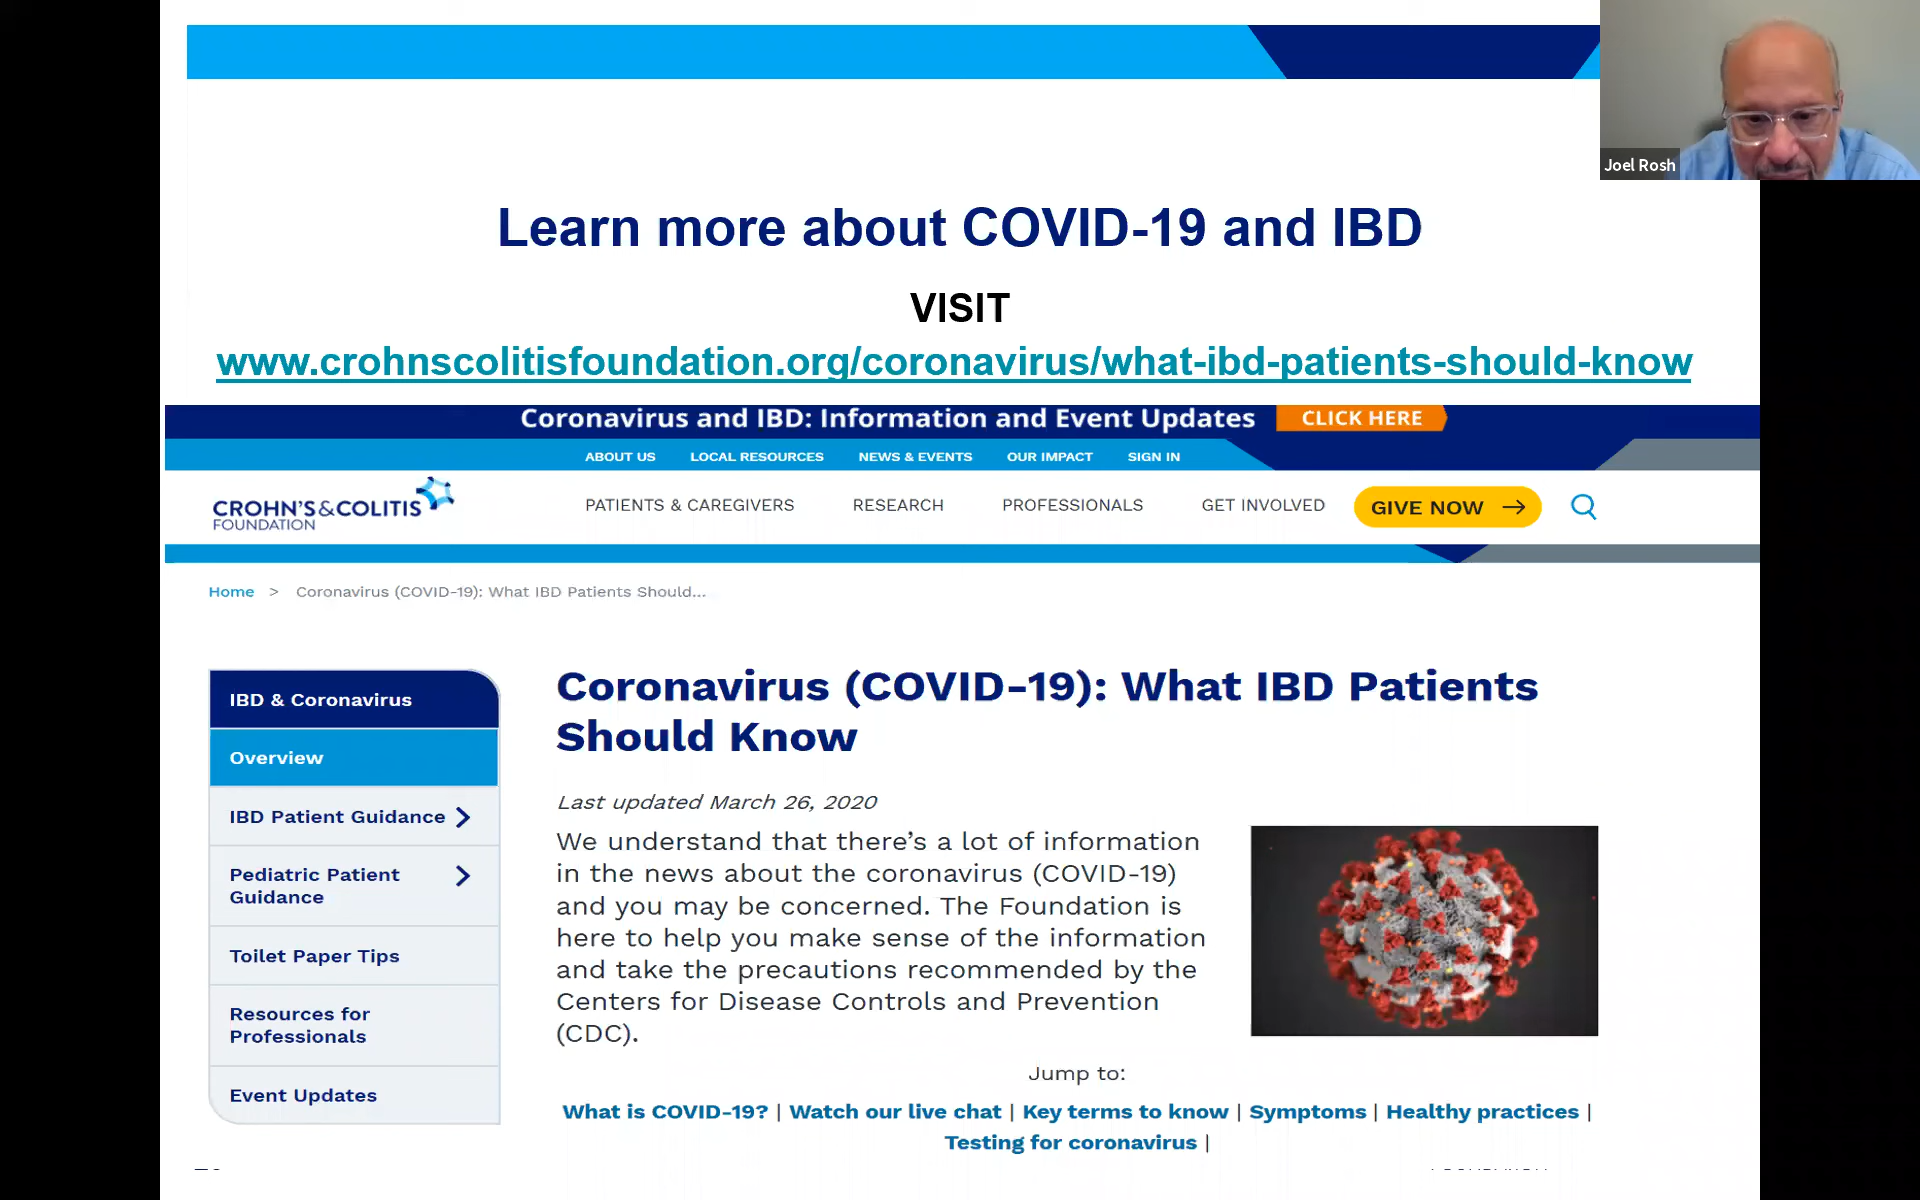 Joel Rosh
Learn more about COVID-19 and IBD
VISIT
www.crohnscolitisfoundation.org/coronavirus/what-ibd-patients-should-know
Coronavirus and IBD: Information and Event Updates CLICK HERE
ABOUT US LOCAL RESOURCES NEWS & EVENTS OUR IMPACT SIGN IN
CROHN'S&COLITIS
FOUNDATION
PATIENTS & CAREGIVERS RESEARCH PROFESSIONALS GET INVOLVED GIVE NOW
Home > Coronavirus (COVID-19): What IBD Patients Should...
IBD & Coronavirus
Overview
IBD Patient Guidance
Pediatric Patient
Guidance
Toilet Paper Tips
Resources for
Professionals
Event Updates
Coronavirus (COVID-19): What IBD Patients
Should Know
Last updated March 26, 2020
We understand that there's a lot of information
in the news about the coronavirus (COVID-19)
and you may be concerned. The Foundation is
here to help you make sense of the information
and take the precautions recommended by the
Centers for Disease Controls and Prevention
(CDC).
Jump to:
What is COVID-19? | Watch our live chat | Key terms to know | Symptoms | Healthy practices |
Testing for coronavirus |